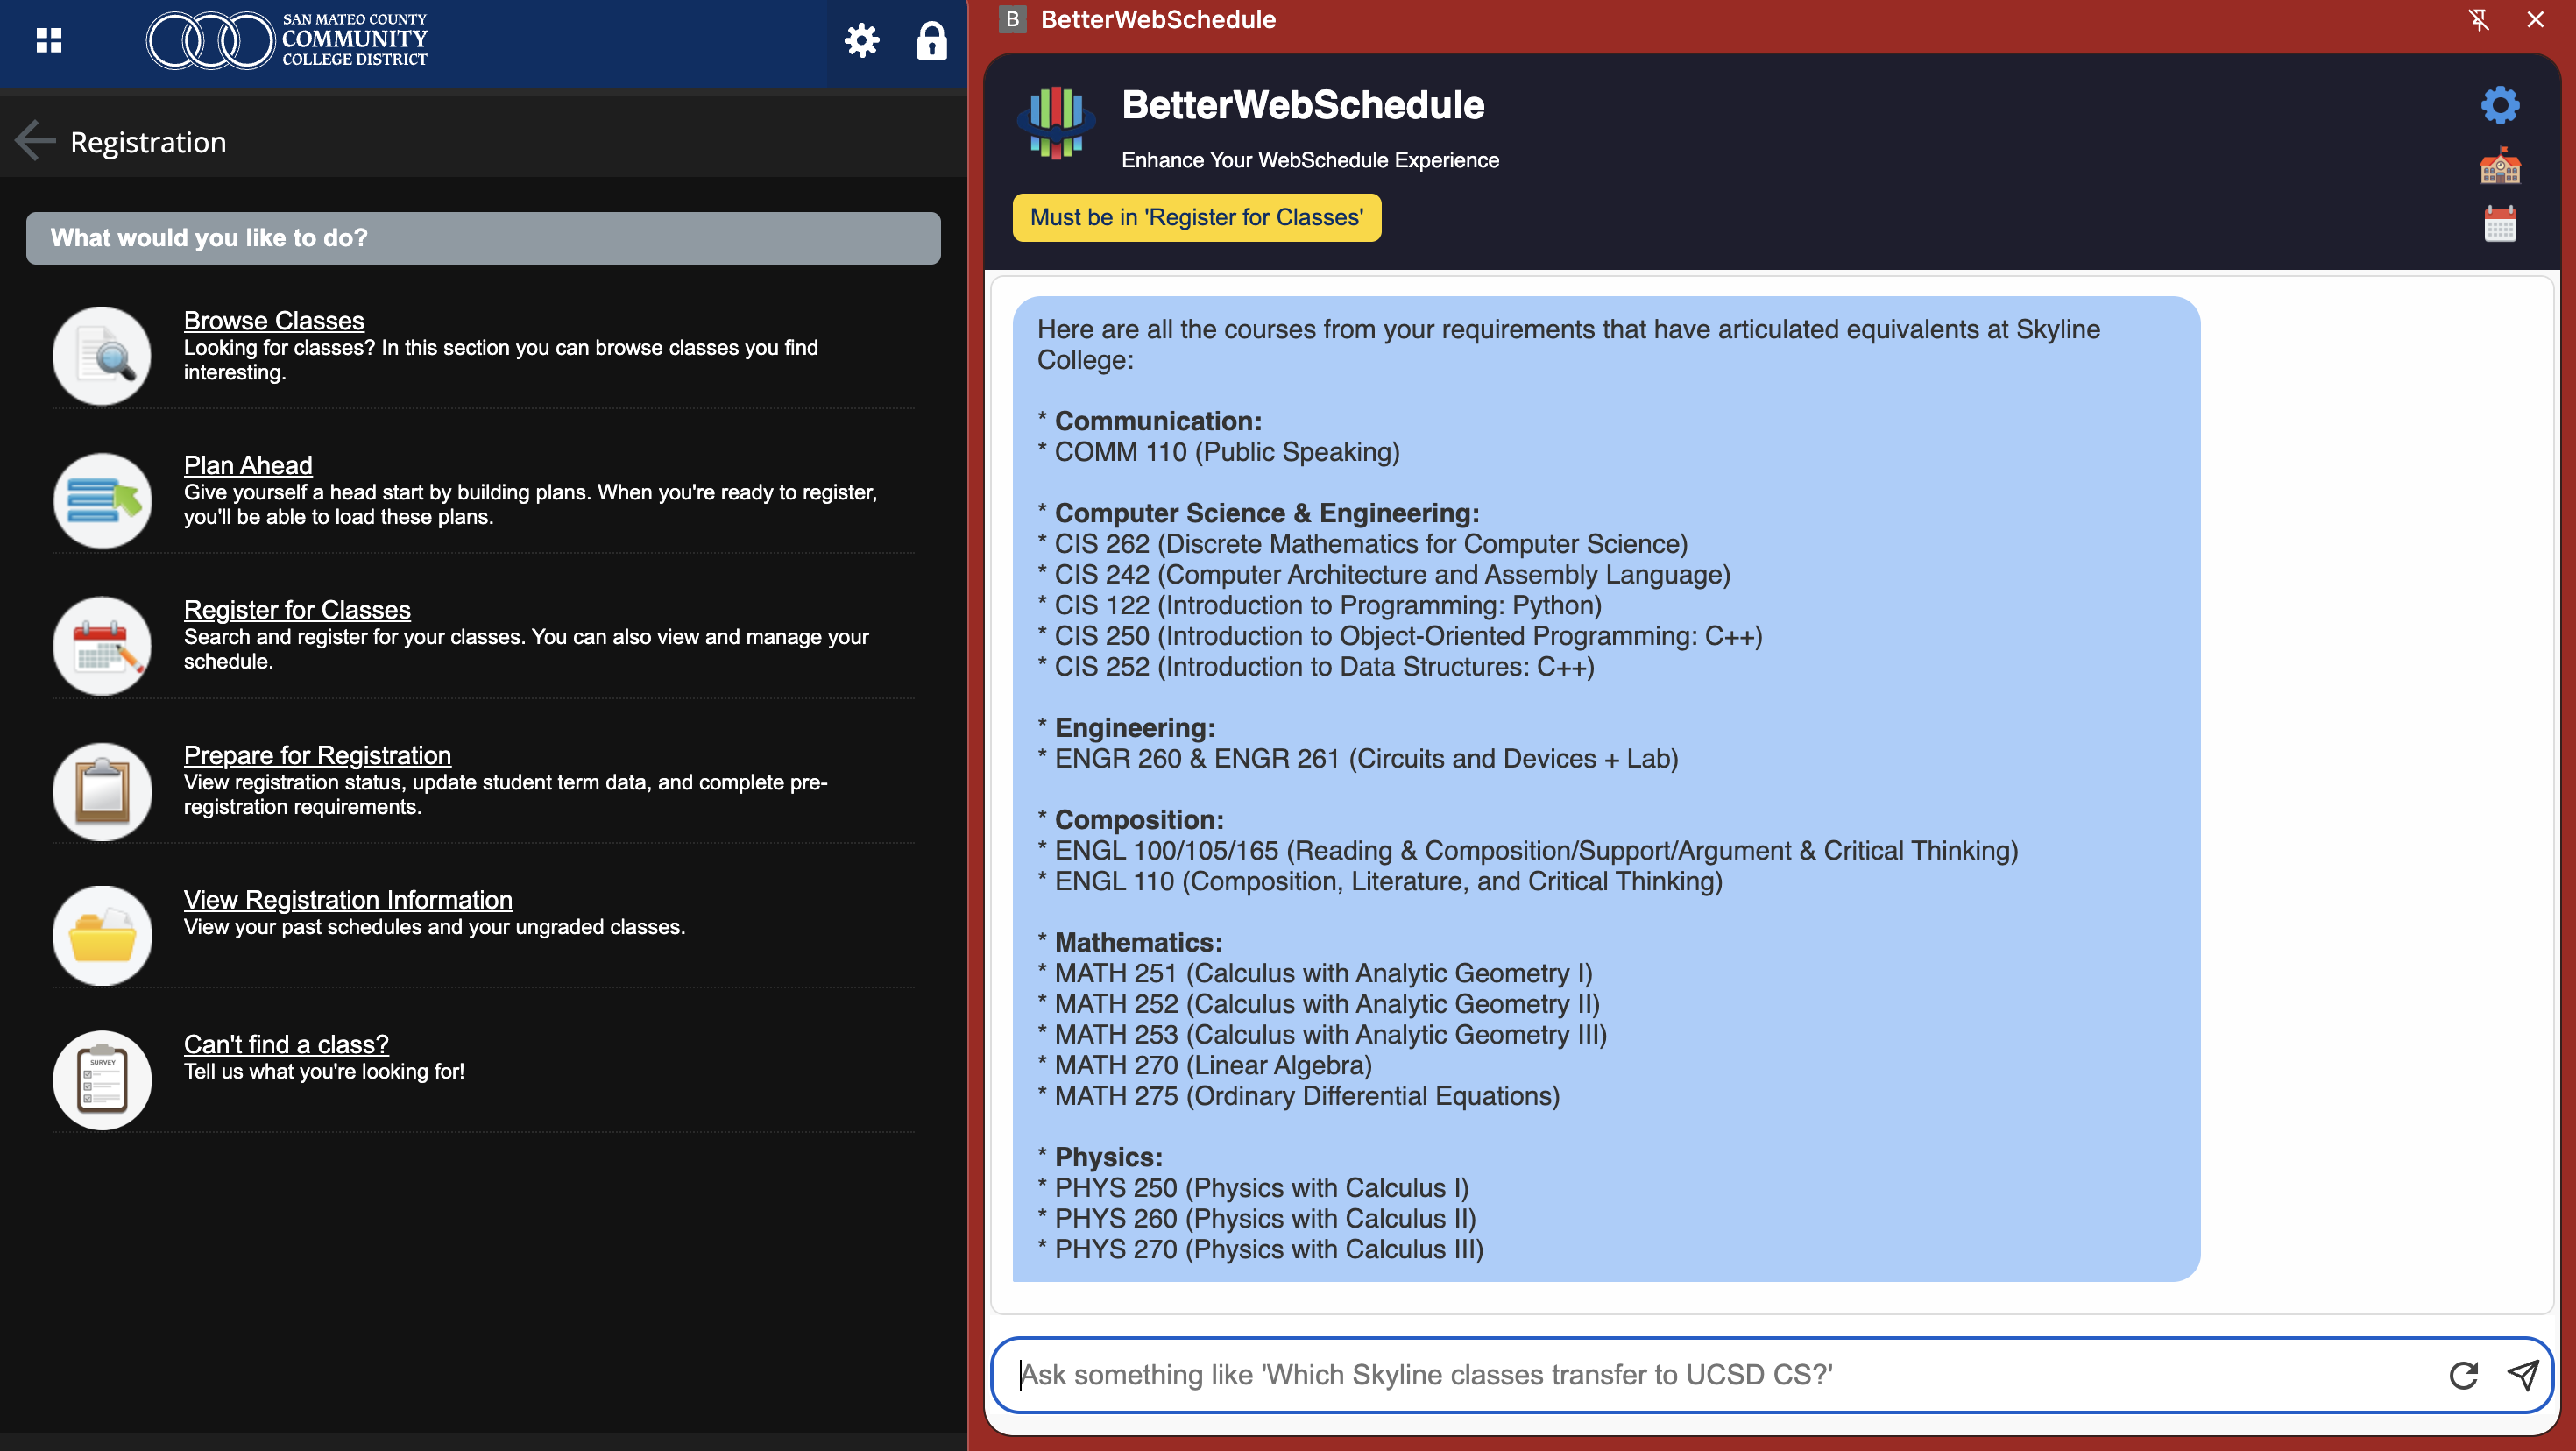 SAN MATEO COUNTY
COMMUNITY
COLLEGE DISTRICT
Registration
What would you like to do?
Browse Classes
Looking for classes? In this section you can browse classes you find
interesting.
Plan Ahead
Give yourself a head start by building plans. When you're ready to register,
you'll be able to load these plans.
Register for Classes
Search and register for your classes. You can also view and manage your
schedule.
Prepare for Registration
View registration status, update student term data, and complete pre-
registration requirements.
View Registration Information
View your past schedules and your ungraded classes.
SURVEY
Can't find a class?
Tell us what you're looking for!
B BetterWebSchedule
BetterWebSchedule
Enhance Your WebSchedule Experience
Must be in 'Register for Classes'
Here are all the courses from your requirements that have articulated equivalents at Skyline
College:
* Communication:
* COMM 110 (Public Speaking)
* Computer Science & Engineering:
* CIS 262 (Discrete Mathematics for Computer Science)
* CIS 242 (Computer Architecture and Assembly Language)
* CIS 122 (Introduction to Programming: Python)
* CIS 250 (Introduction to Object-Oriented Programming: C++)
* CIS 252 (Introduction to Data Structures: C++)
* Engineering:
* ENGR 260 & ENGR 261 (Circuits and Devices + Lab)
* Composition:
* ENGL 100/105/165 (Reading & Composition/Support/Argument & Critical Thinking)
* ENGL 110 (Composition, Literature, and Critical Thinking)
* Mathematics:
* MATH 251 (Calculus with Analytic Geometry I)
* MATH 252 (Calculus with Analytic Geometry II)
* MATH 253 (Calculus with Analytic Geometry III)
* MATH 270 (Linear Algebra)
* MATH 275 (Ordinary Differential Equations)
* Physics:
* PHYS 250 (Physics with Calculus I)
* PHYS 260 (Physics with Calculus II)
* PHYS 270 (Physics with Calculus III)
Ask something like 'Which Skyline classes transfer to UCSD CS?'